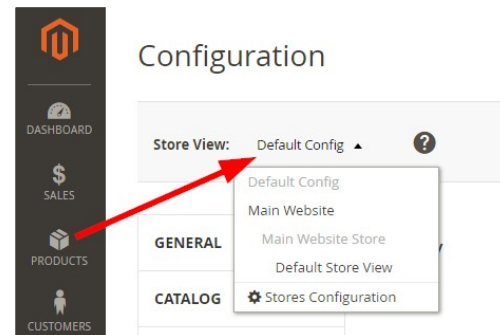 Configuration
DASHBOARD
Store View: Default Config
SALES
Default Config
Main Website
Main Website Store
GENERAL
PRODUCTS
Default Store View
CATALOG
Stores Configuration
CUSTOMERS